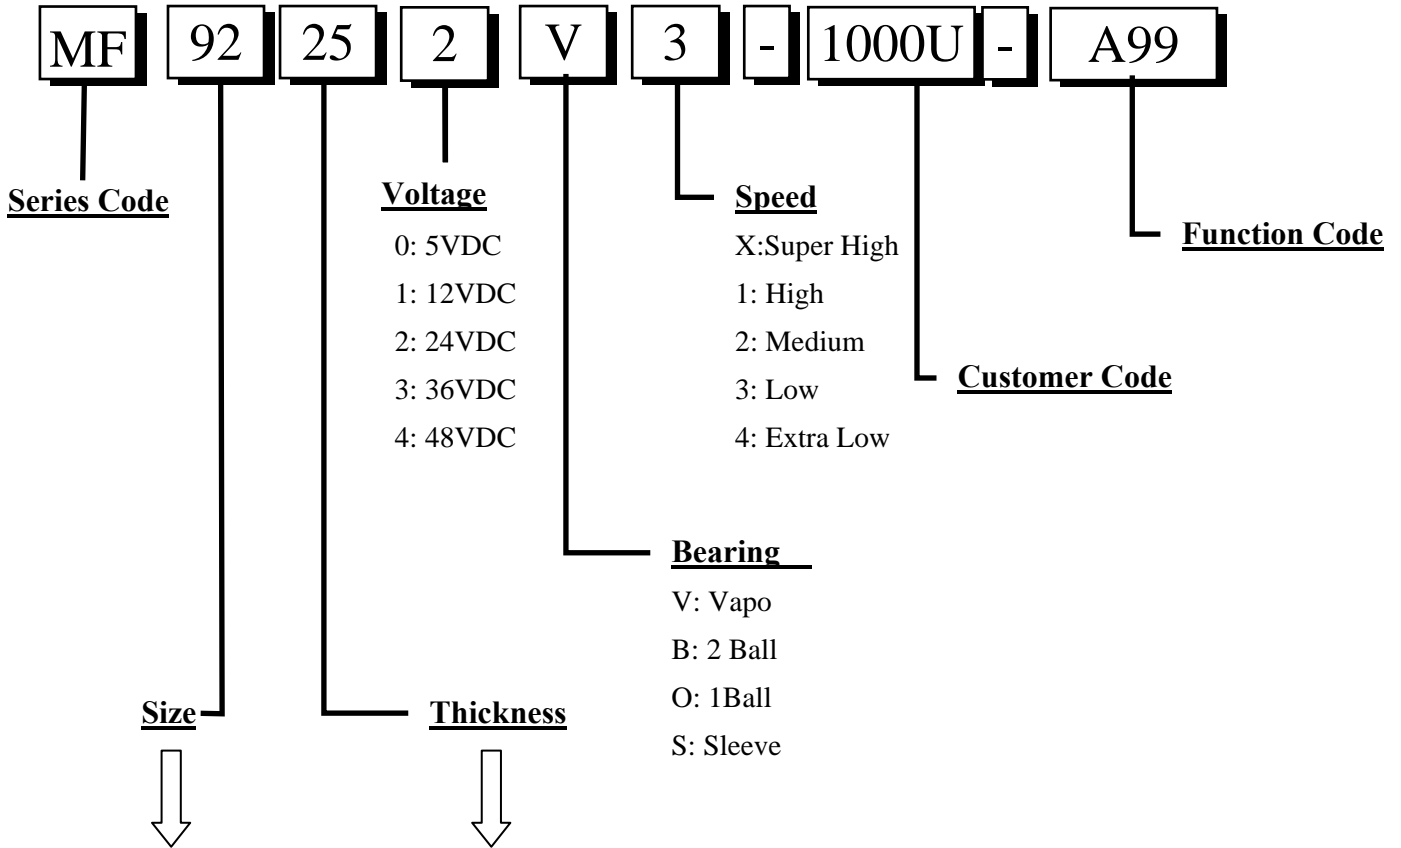 MF 92 25 2 V 3 - 1000U - A99
Series Code
Voltage
0: 5VDC
1: 12VDC
2: 24VDC
3: 36VDC
4: 48VDC
Speed
X:Super High
1: High
2: Medium
3: Low
4: Extra Low
Function Code
Customer Code
Bearing
V: Vapo
B: 2 Ball
O: 1Ball
S: Sleeve
Size
Thickness